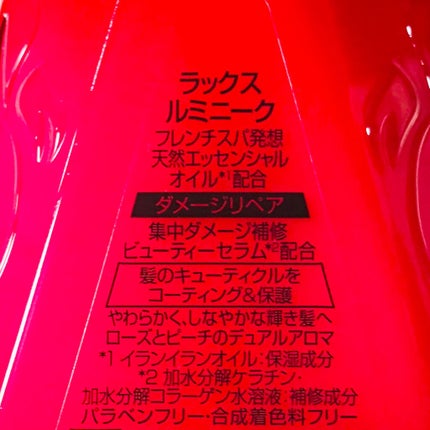 ラックス
ルミニーク
フレンチスパ発想
天然エッセンシャル
オイル*1配合
ダメージリペア
集中ダメージ補修
ビューティーセラム*2配合
髪のキューティクルを
コーティング&保護
やわらかく、しなやかな輝き髪へ
ローズとピーチのデュアルアロマ
*1 イランイランオイル:保湿成分
*2 加水分解ケラチン・
加水分解コラーゲン水溶液:補修成分
パラベンフリー・合成着色料フリー